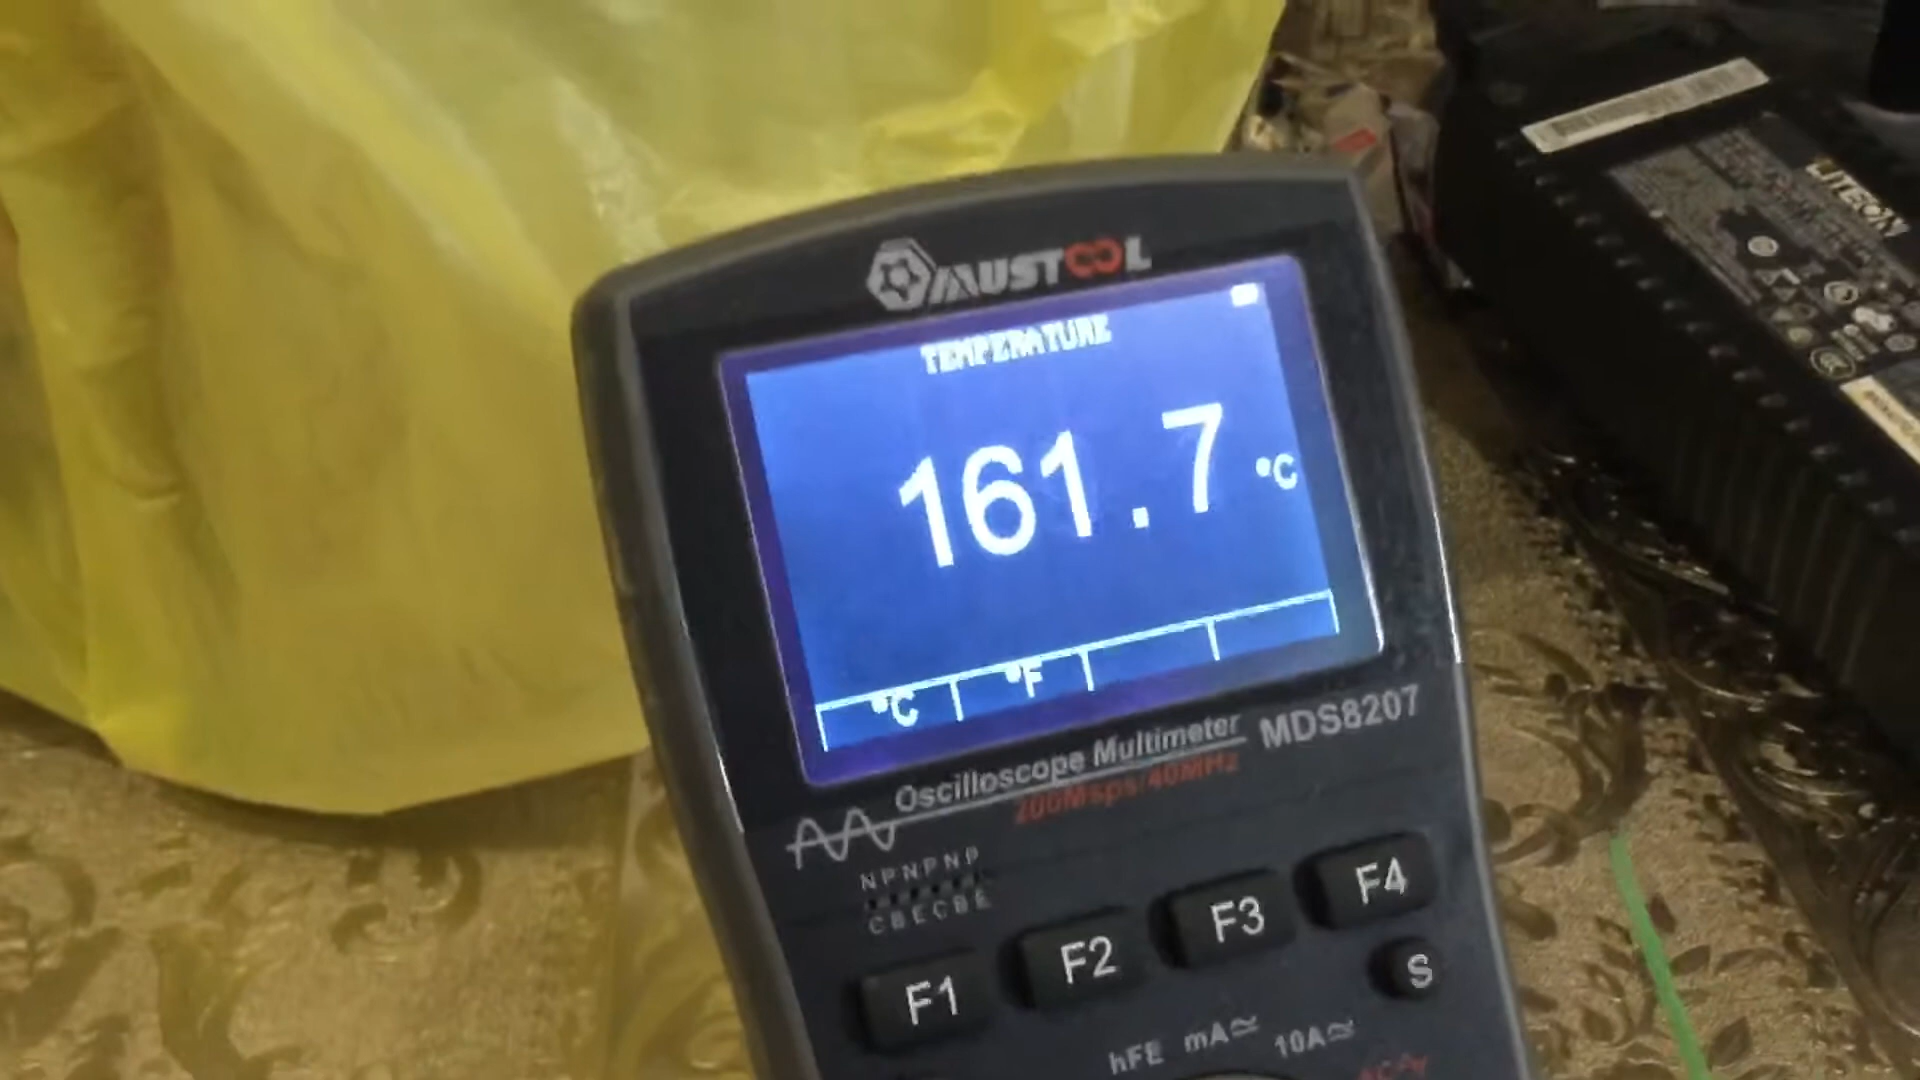 MUSTOOL
TEMPERATURE
161.7 °C
°C °F
Oscilloscope Multimeter MDS8207
200Msps/40MHz
NPNPNP
CBECBE
F1 F2 F3 F4
S
hFE mA≂ 10A≂
LITEON